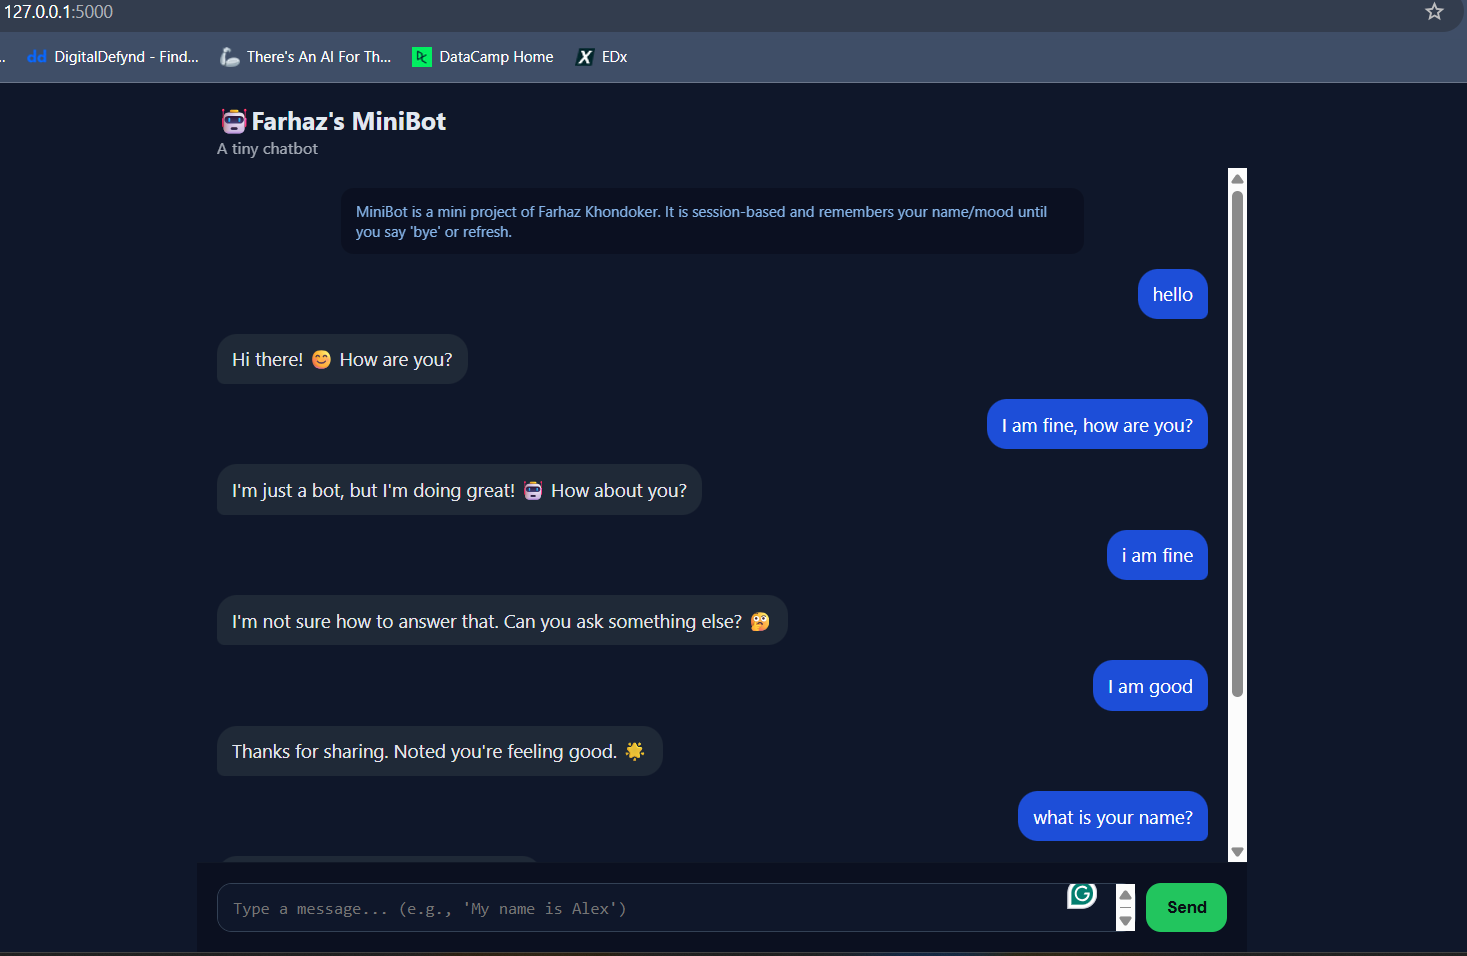 127.0.0.1:5000
.. dd DigitalDefynd - Find... There's An AI For Th... DataCamp Home X EDx
Farhaz's MiniBot
A tiny chatbot
MiniBot is a mini project of Farhaz Khondoker. It is session-based and remembers your name/mood until
you say 'bye' or refresh.
hello
Hi there! 😊 How are you?
I am fine, how are you?
I'm just a bot, but I'm doing great! 🤖 How about you?
i am fine
I'm not sure how to answer that. Can you ask something else? 🤔
I am good
Thanks for sharing. Noted you're feeling good. 🌟
what is your name?
Type a message... (e.g., 'My name is Alex')
Send